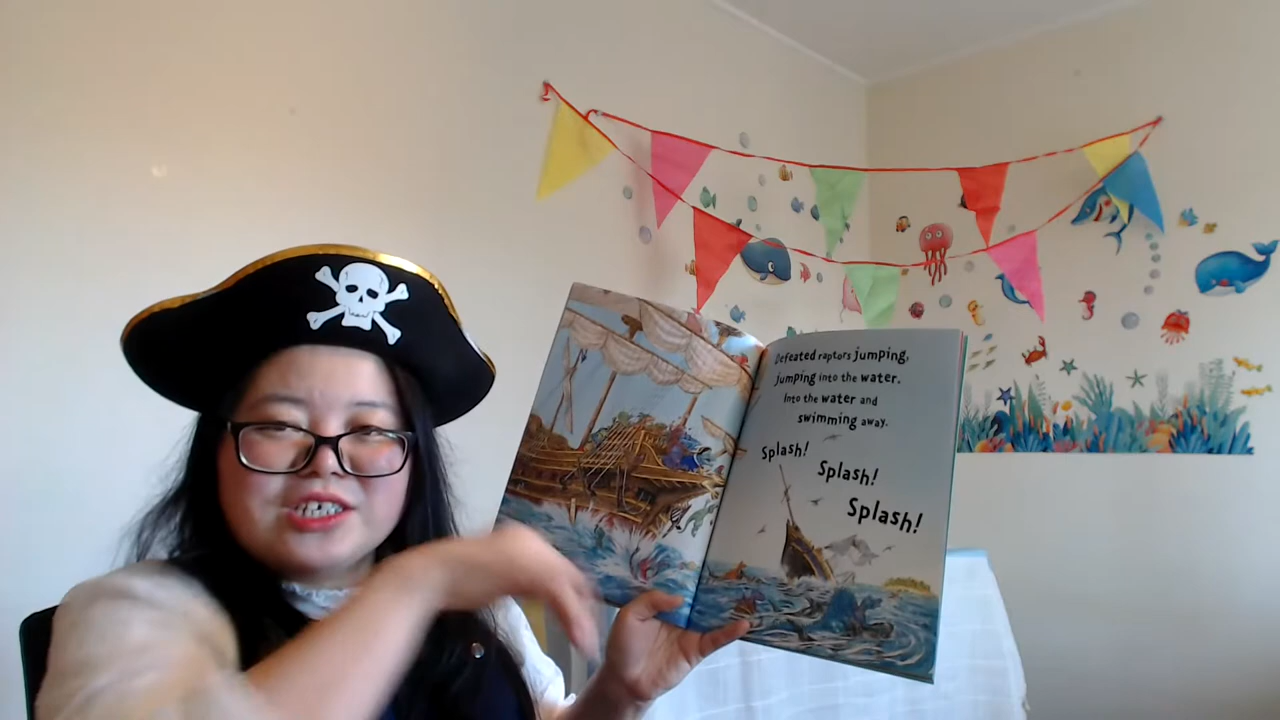 Defeated raptors jumping,
jumping into the water.
Into the water and
swimming away.
Splash!
Splash!
Splash!